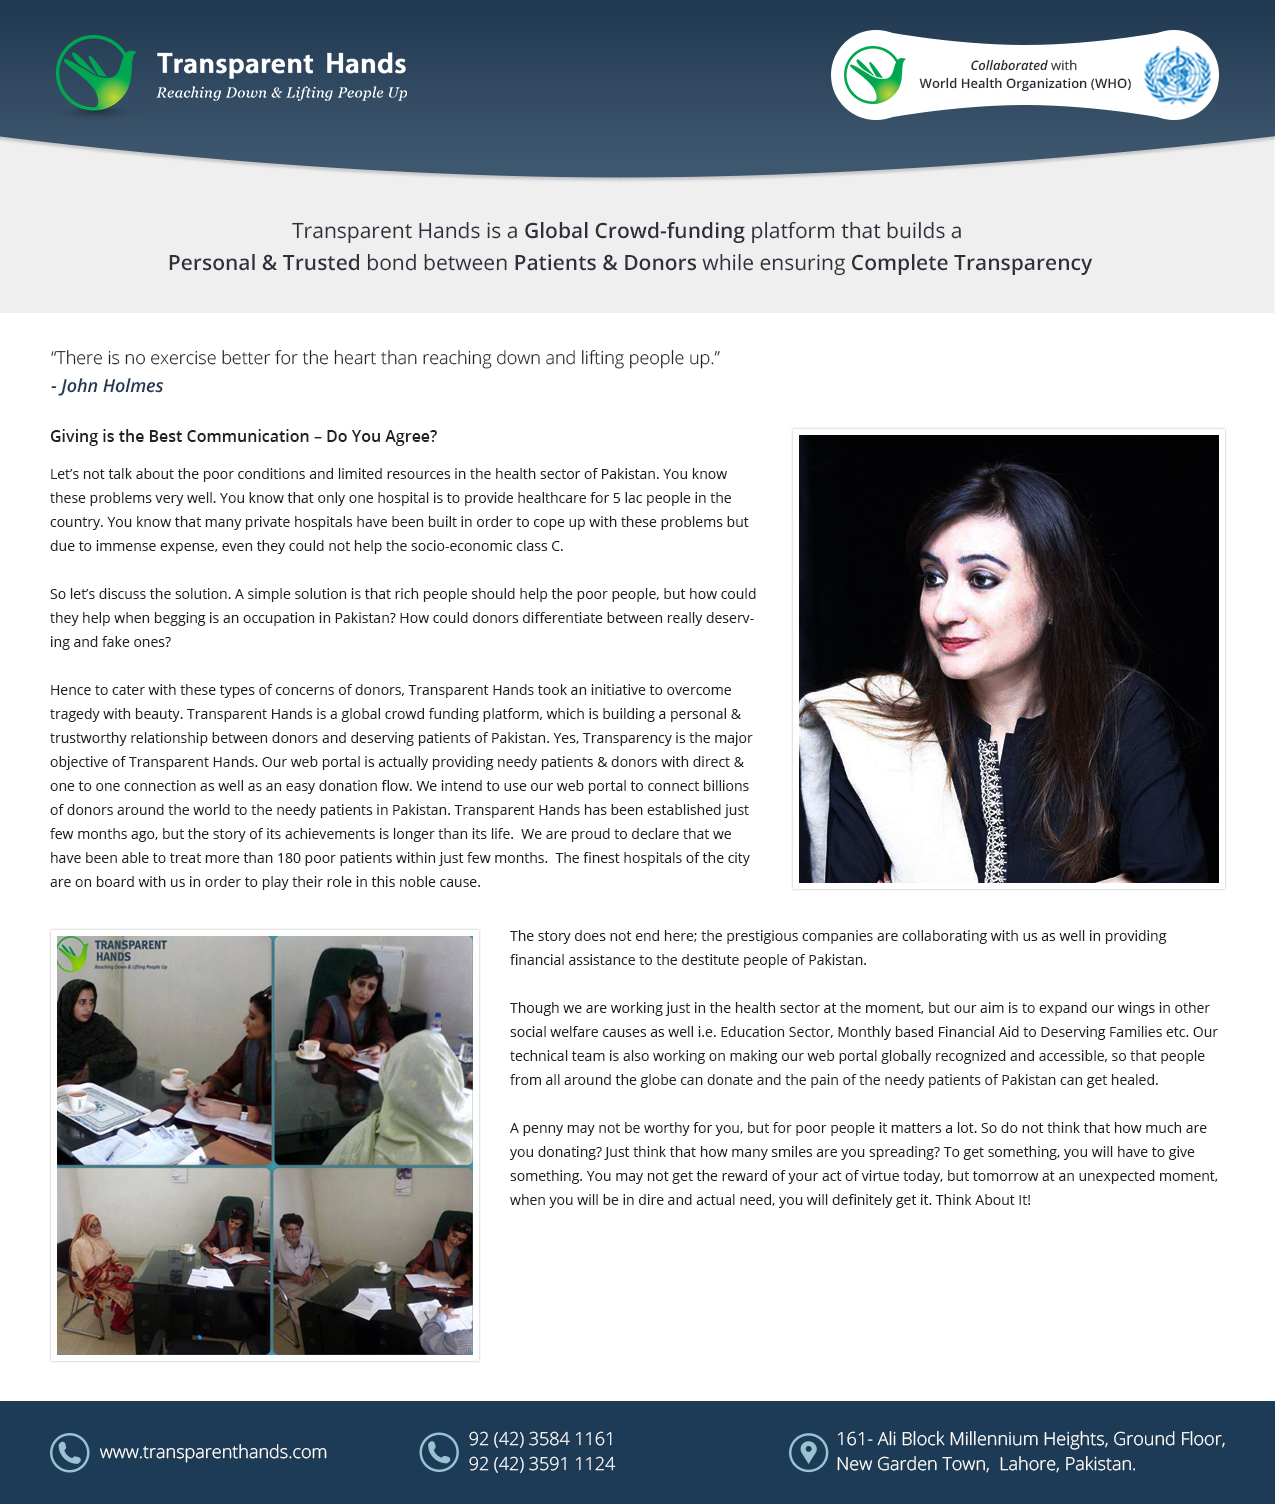 Transparent Hands
Reaching Down & Lifting People Up
Collaborated with
World Health Organization (WHO)
Transparent Hands is a Global Crowd-funding platform that builds a
Personal & Trusted bond between Patients & Donors while ensuring Complete Transparency
“There is no exercise better for the heart than reaching down and lifting people up.”
- John Holmes
Giving is the Best Communication – Do You Agree?
Let’s not talk about the poor conditions and limited resources in the health sector of Pakistan. You know
these problems very well. You know that only one hospital is to provide healthcare for 5 lac people in the
country. You know that many private hospitals have been built in order to cope up with these problems but
due to immense expense, even they could not help the socio-economic class C.
So let’s discuss the solution. A simple solution is that rich people should help the poor people, but how could
they help when begging is an occupation in Pakistan? How could donors differentiate between really deserv-
ing and fake ones?
Hence to cater with these types of concerns of donors, Transparent Hands took an initiative to overcome
tragedy with beauty. Transparent Hands is a global crowd funding platform, which is building a personal &
trustworthy relationship between donors and deserving patients of Pakistan. Yes, Transparency is the major
objective of Transparent Hands. Our web portal is actually providing needy patients & donors with direct &
one to one connection as well as an easy donation flow. We intend to use our web portal to connect billions
of donors around the world to the needy patients in Pakistan. Transparent Hands has been established just
few months ago, but the story of its achievements is longer than its life.  We are proud to declare that we
have been able to treat more than 180 poor patients within just few months.  The finest hospitals of the city
are on board with us in order to play their role in this noble cause.
TRANSPARENT
HANDS
Reaching Down & Lifting People Up
The story does not end here; the prestigious companies are collaborating with us as well in providing
financial assistance to the destitute people of Pakistan.
Though we are working just in the health sector at the moment, but our aim is to expand our wings in other
social welfare causes as well i.e. Education Sector, Monthly based Financial Aid to Deserving Families etc. Our
technical team is also working on making our web portal globally recognized and accessible, so that people
from all around the globe can donate and the pain of the needy patients of Pakistan can get healed.
A penny may not be worthy for you, but for poor people it matters a lot. So do not think that how much are
you donating? Just think that how many smiles are you spreading? To get something, you will have to give
something. You may not get the reward of your act of virtue today, but tomorrow at an unexpected moment,
when you will be in dire and actual need, you will definitely get it. Think About It!
www.transparenthands.com
92 (42) 3584 1161
92 (42) 3591 1124
161- Ali Block Millennium Heights, Ground Floor,
New Garden Town,  Lahore, Pakistan.